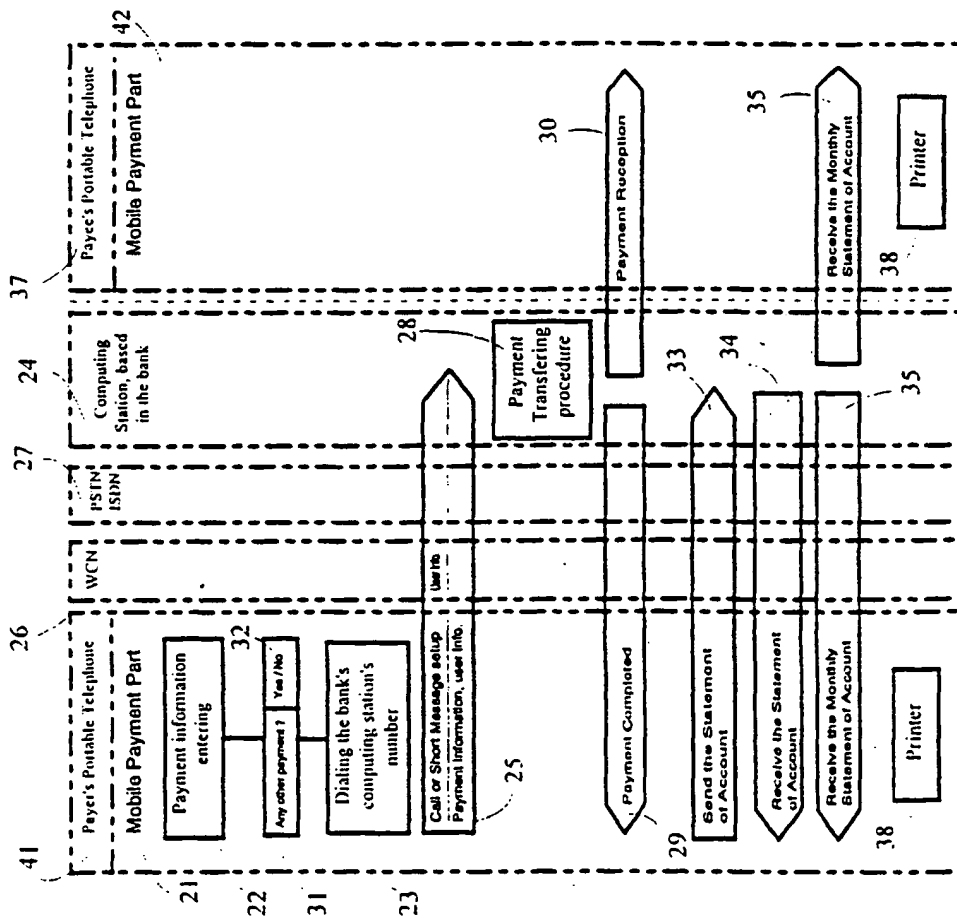 41
26
27
24
37
42
Payer's Portable Telephone
WCN
PSTN
ISDN
Computing
Station, based
in the bank
Payee's Portable Telephone
Mobile Payment Part
Mobile Payment Part
21
Payment information
entering
22
Any other payment ?
Yes / No
32
31
Dialing the bank's
computing station's
number
23
Call or Short Message setup
Payment Information, user Info.
User No
25
28
Payment
Transfering
procedure
Payment Completed
29
Payment Reception
30
Send the Statement
of Account
33
Receive the Statement
of Account
34
Receive the Monthly
Statement of Account
35
Receive the Monthly
Statement of Account
35
Printer
38
Printer
38